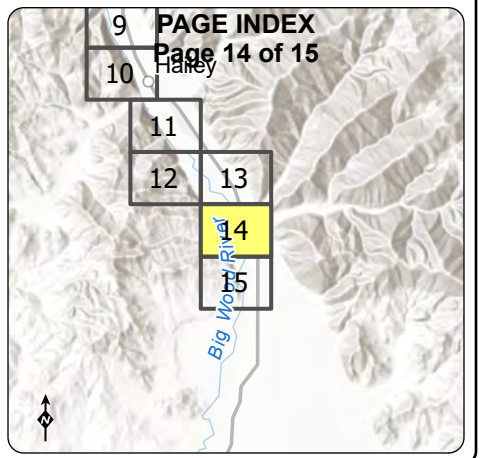 PAGE INDEX
Page 14 of 15
9
Hailey
10
11
12
13
14
15
Big Wood River
N